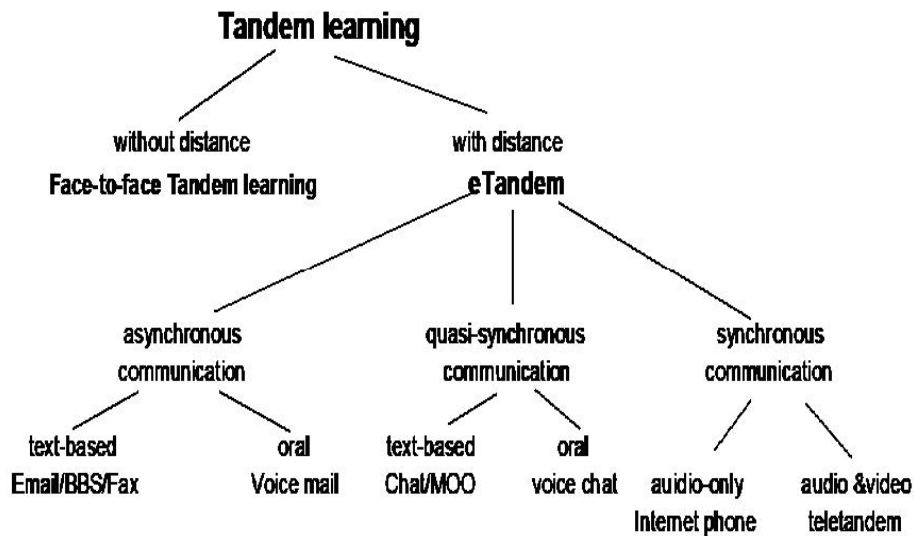 Tandem learning
without distance
Face-to-face Tandem learning
with distance
eTandem
asynchronous
communication
quasi-synchronous
communication
synchronous
communication
text-based
Email/BBS/Fax
oral
Voice mail
text-based
Chat/MOO
oral
voice chat
auidio-only
Internet phone
audio &video
teletandem